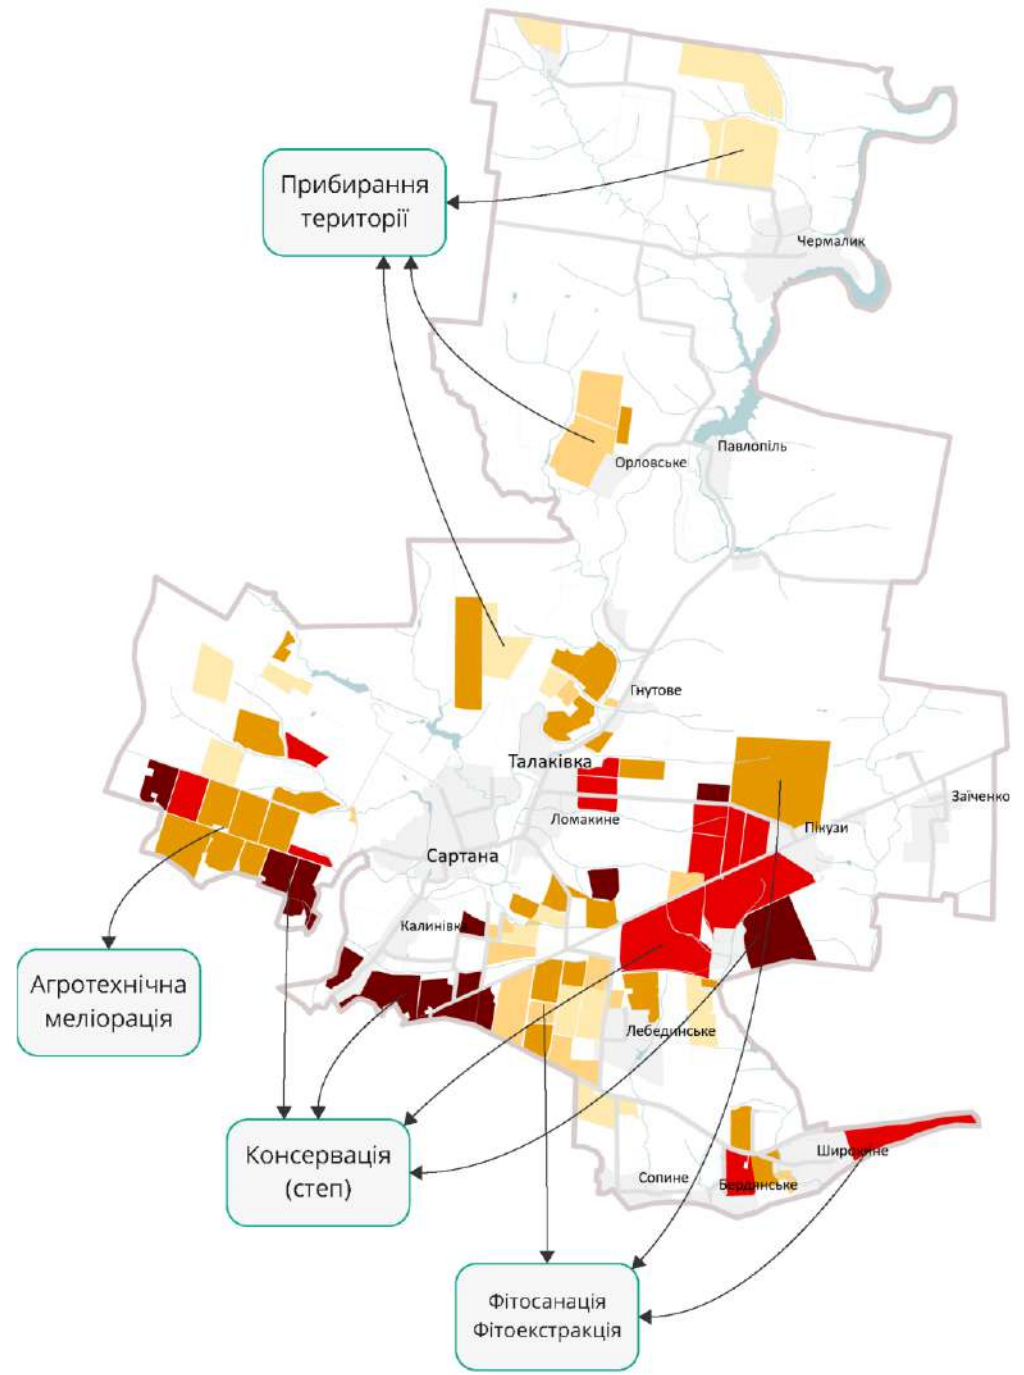 Прибирання
території
Чермалик
Павлопіль
Орловське
Гнутове
Талаківка
Заїченко
Ломакине
Пікузи
Сартана
Калинівка
Агротехнічна
меліорація
Лебединське
Консервація
(степ)
Широкине
Сопине
Бердянське
Фітосанація
Фітоекстракція